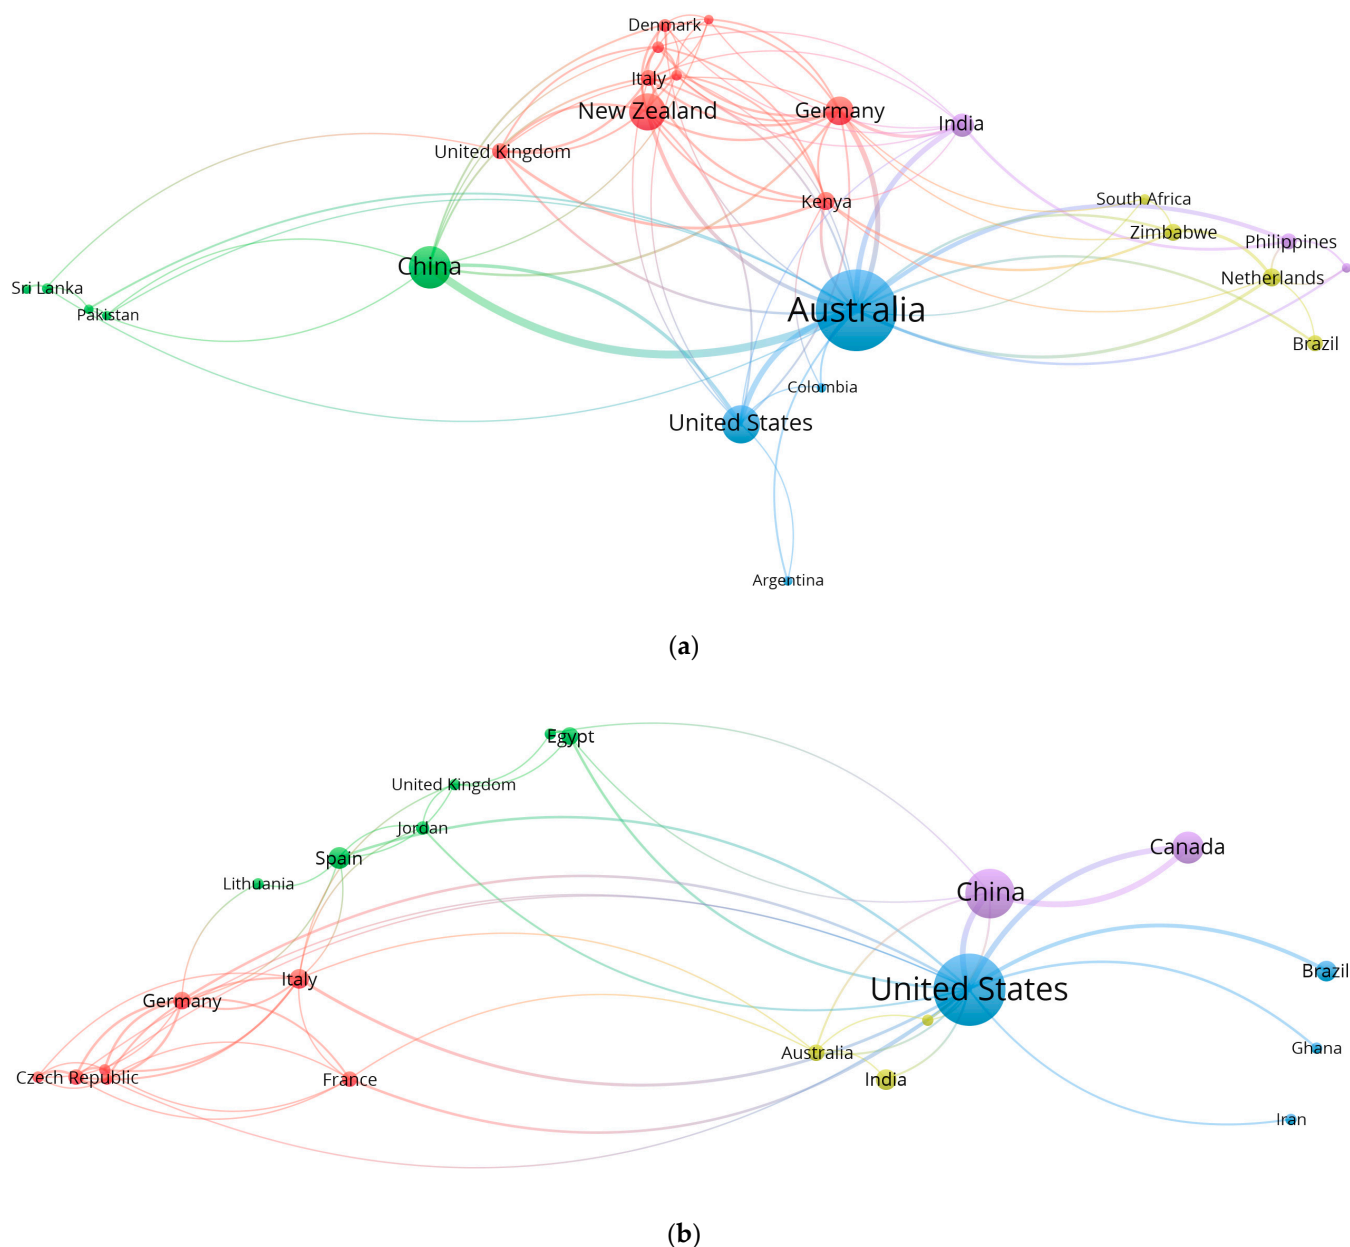 Denmark
Italy
New Zealand
Germany
India
United Kingdom
Kenya
South Africa
Zimbabwe
Philippines
China
Netherlands
Sri Lanka
Pakistan
Australia
Brazil
Colombia
United States
Argentina
(a)
Egypt
United Kingdom
Jordan
Canada
Spain
Lithuania
China
Italy
Brazil
Germany
United States
Ghana
Australia
Czech Republic
France
India
Iran
(b)